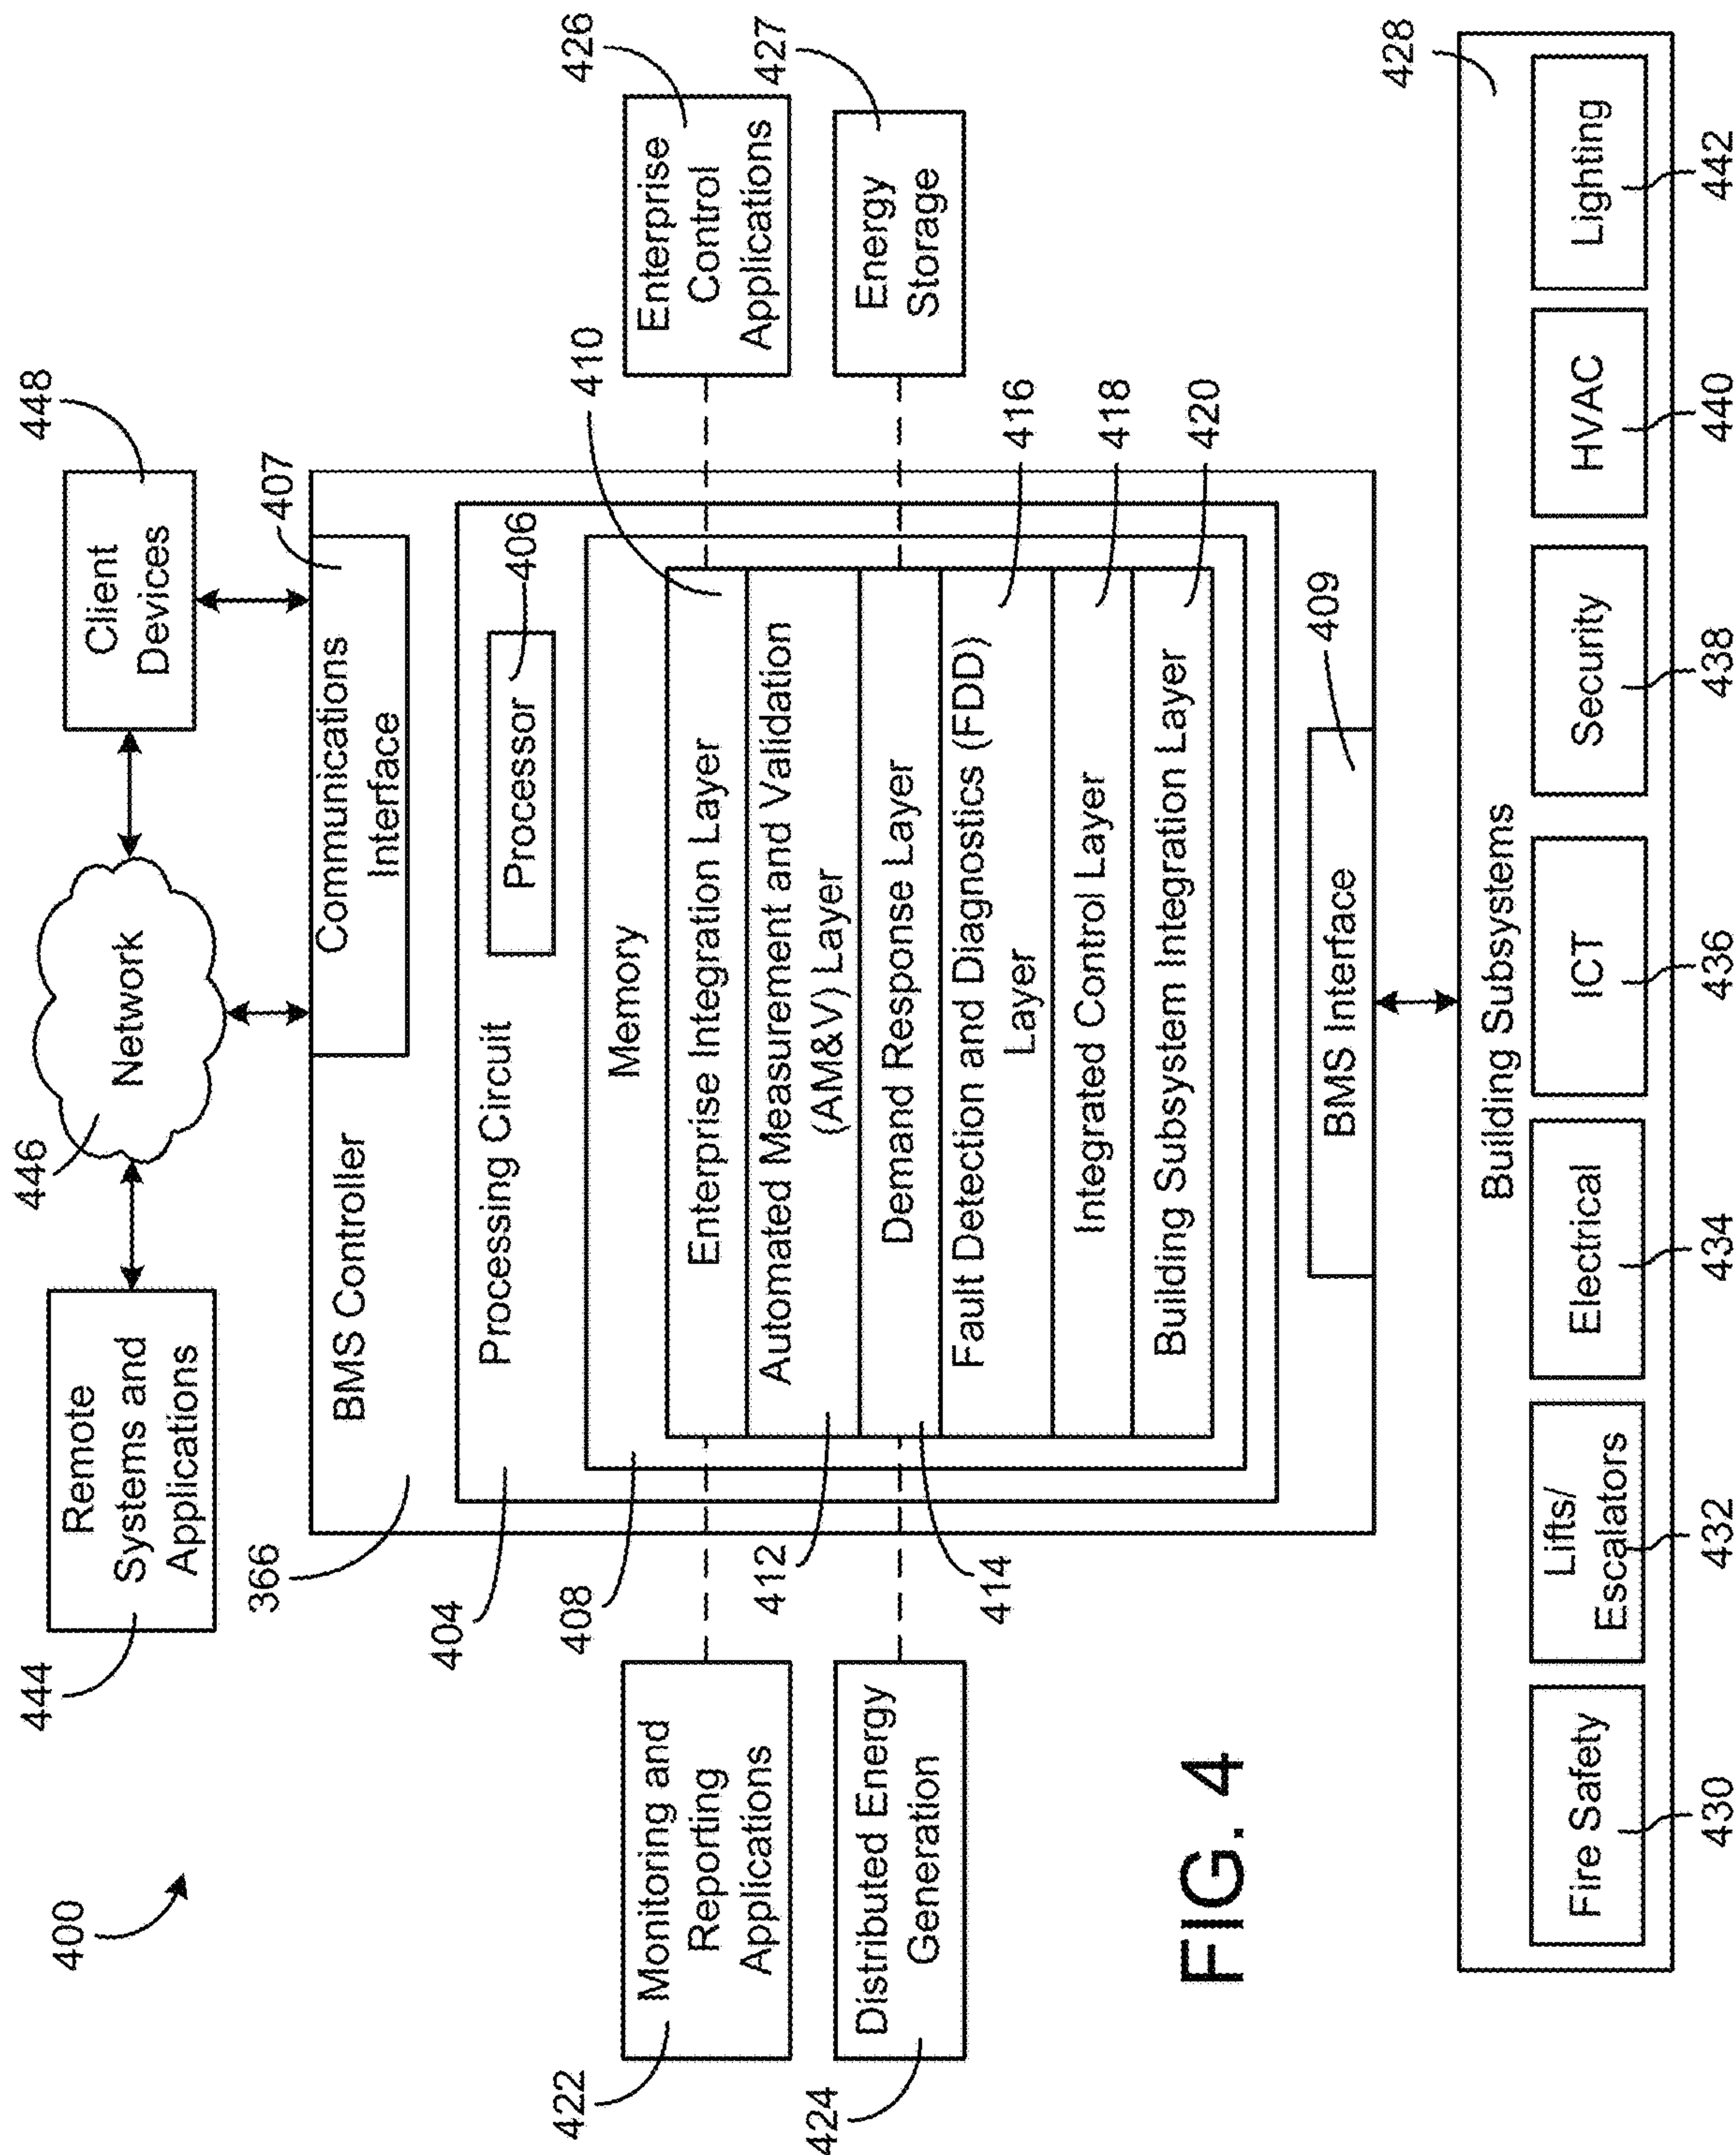 400
444
Remote
Systems and
Applications
446
Network
Client
Devices
448
366
BMS Controller
Communications
Interface
407
404
Processing Circuit
Processor
406
408
Memory
410
Enterprise Integration Layer
412
Automated Measurement and Validation
(AM&V) Layer
414
Demand Response Layer
Fault Detection and Diagnostics (FDD)
Layer
416
Integrated Control Layer
418
Building Subsystem Integration Layer
420
BMS Interface
409
422
Monitoring and
Reporting
Applications
424
Distributed Energy
Generation
Enterprise
Control
Applications
426
Energy
Storage
427
FIG. 4
Building Subsystems
428
Fire Safety
Lifts/
Escalators
Electrical
ICT
Security
HVAC
Lighting
430
432
434
436
438
440
442